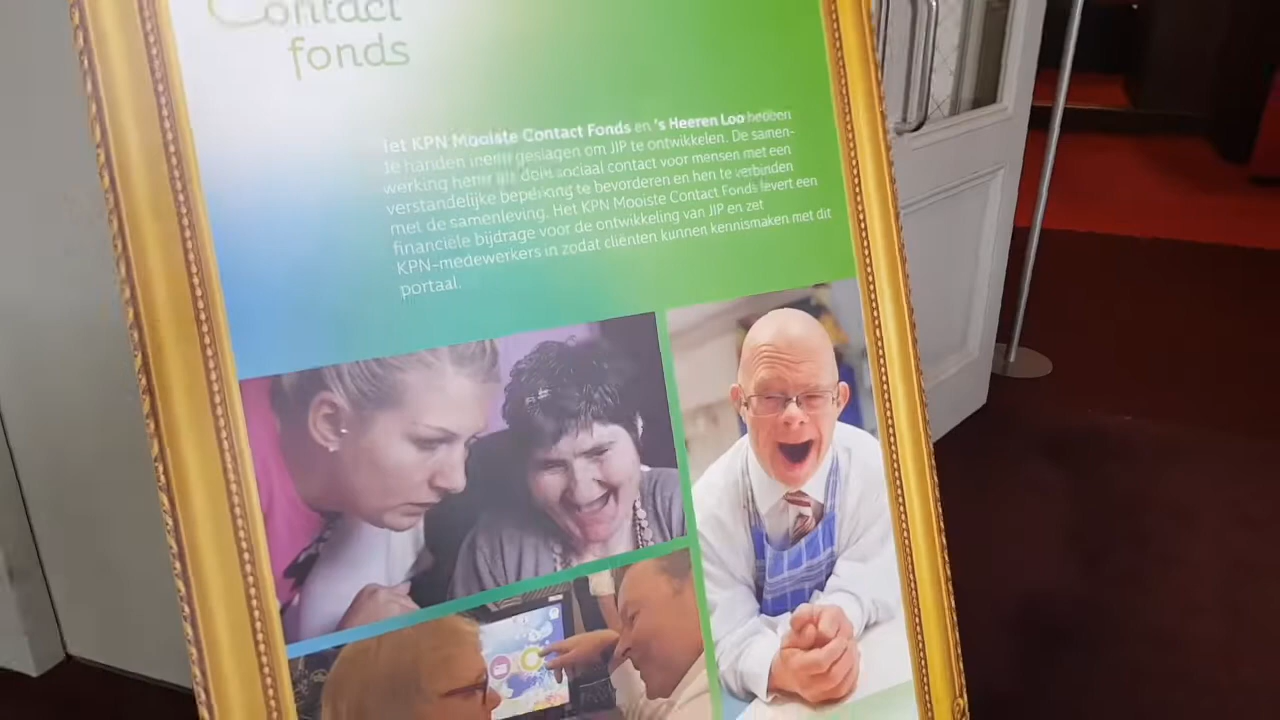 Contact
fonds
Het KPN Mooiste Contact Fonds en 's Heeren Loo hebben
de handen ineen geslagen om JIP te ontwikkelen. De samen-
werking heeft als doel sociaal contact voor mensen met een
verstandelijke beperking te bevorderen en hen te verbinden
met de samenleving. Het KPN Mooiste Contact Fonds levert een
financiële bijdrage voor de ontwikkeling van JIP en zet
KPN-medewerkers in zodat cliënten kunnen kennismaken met dit
portaal.